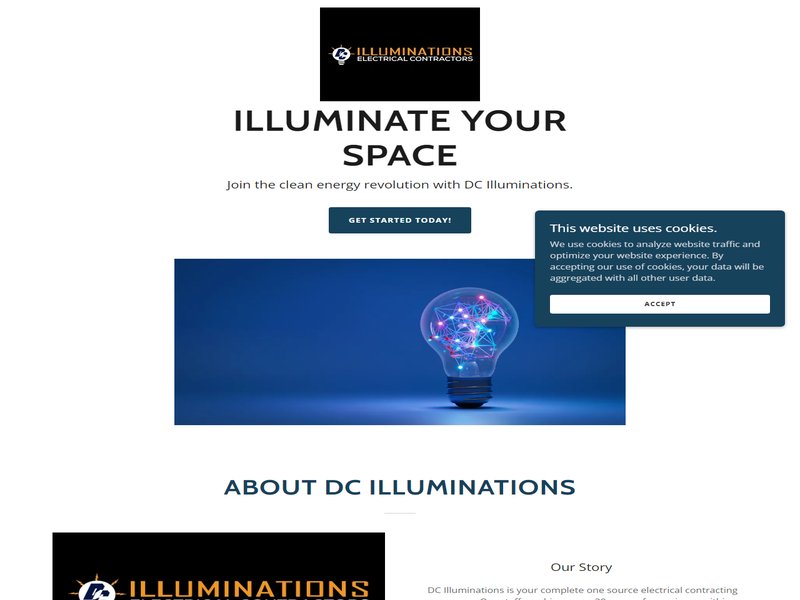 ILLUMINATIONS
ELECTRICAL CONTRACTORS
ILLUMINATE YOUR
SPACE
Join the clean energy revolution with DC Illuminations.
GET STARTED TODAY!
This website uses cookies.
We use cookies to analyze website traffic and
optimize your website experience. By
accepting our use of cookies, your data will be
aggregated with all other user data.
ACCEPT
ABOUT DC ILLUMINATIONS
ILLUMINATIONS
Our Story
DC Illuminations is your complete one source electrical contracting